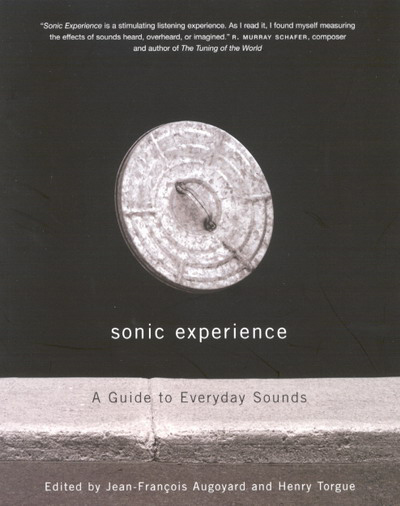 “Sonic Experience is a stimulating listening experience. As I read it, I found myself measuring
the effects of sounds heard, overheard, or imagined.” R. MURRAY SCHAFER, composer
and author of The Tuning of the World
sonic experience
A Guide to Everyday Sounds
Edited by Jean-François Augoyard and Henry Torgue